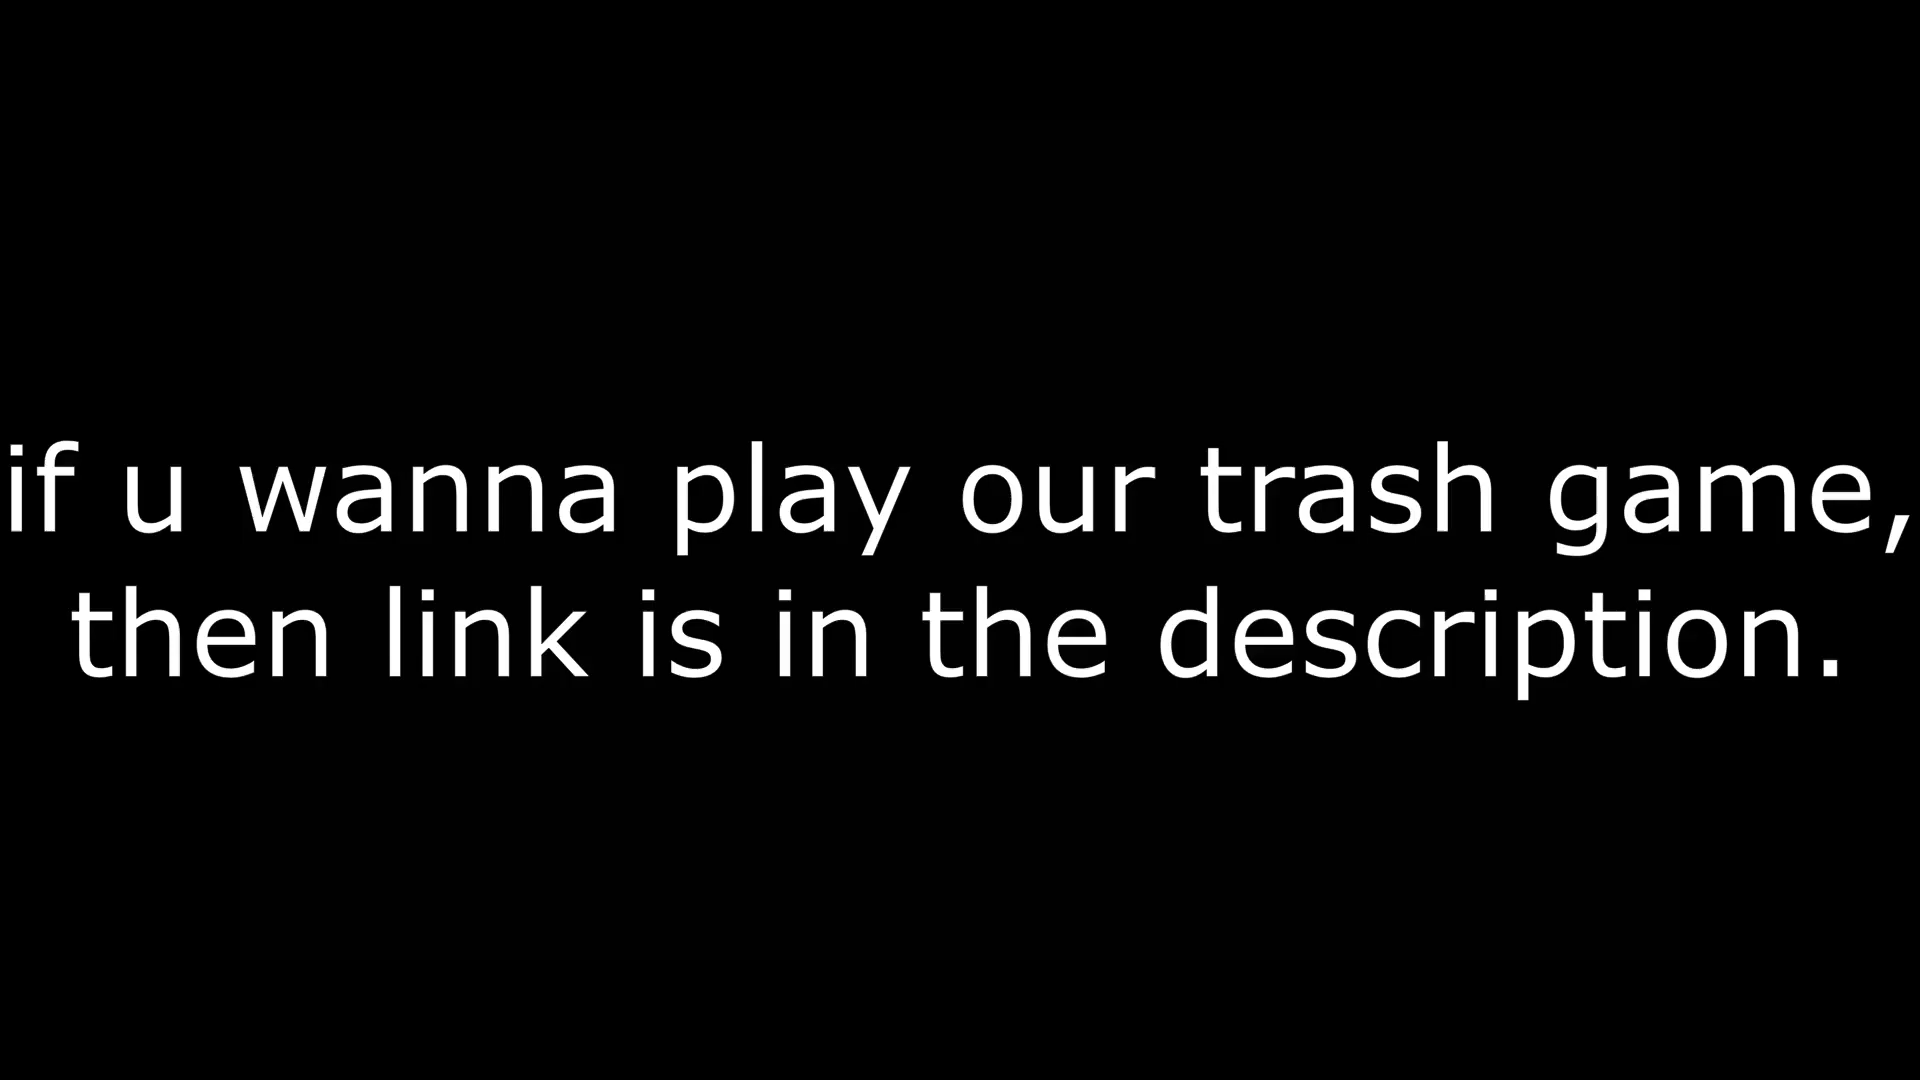 if u wanna play our trash game,
then link is in the description.